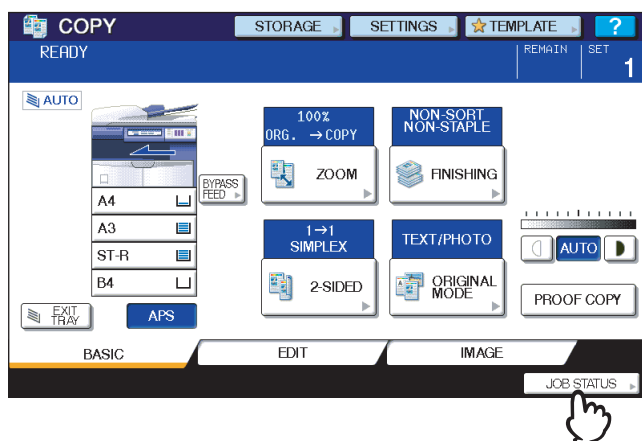 COPY
STORAGE
SETTINGS
TEMPLATE
?
READY
REMAIN
SET
1
AUTO
100%
ORG. → COPY
ZOOM
NON-SORT
NON-STAPLE
FINISHING
BYPASS
FEED
A4
A3
ST-R
B4
1→1
SIMPLEX
2-SIDED
TEXT/PHOTO
ORIGINAL
MODE
AUTO
PROOF COPY
EXIT
TRAY
APS
BASIC
EDIT
IMAGE
JOB STATUS